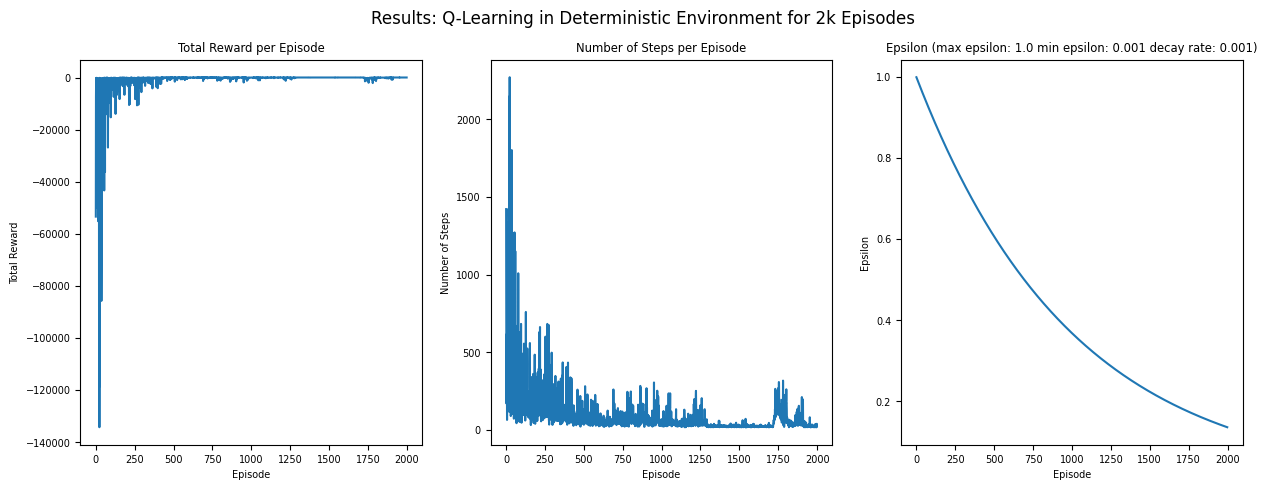 Results: Q-Learning in Deterministic Environment for 2k Episodes
Total Reward per Episode
Total Reward
0
−20000
−40000
−60000
−80000
−100000
−120000
−140000
0 250 500 750 1000 1250 1500 1750 2000
Episode
Number of Steps per Episode
Number of Steps
2000
1500
1000
500
0
0 250 500 750 1000 1250 1500 1750 2000
Episode
Epsilon (max epsilon: 1.0 min epsilon: 0.001 decay rate: 0.001)
Epsilon
1.0
0.8
0.6
0.4
0.2
0 250 500 750 1000 1250 1500 1750 2000
Episode